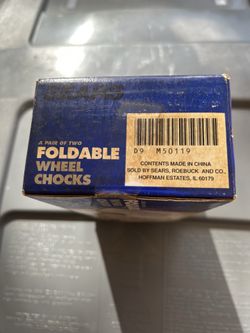 SEARS
A PAIR OF TWO
FOLDABLE
WHEEL
CHOCKS
D9 M50119
CONTENTS MADE IN CHINA
SOLD BY SEARS, ROEBUCK AND CO.
HOFFMAN ESTATES, IL 60179